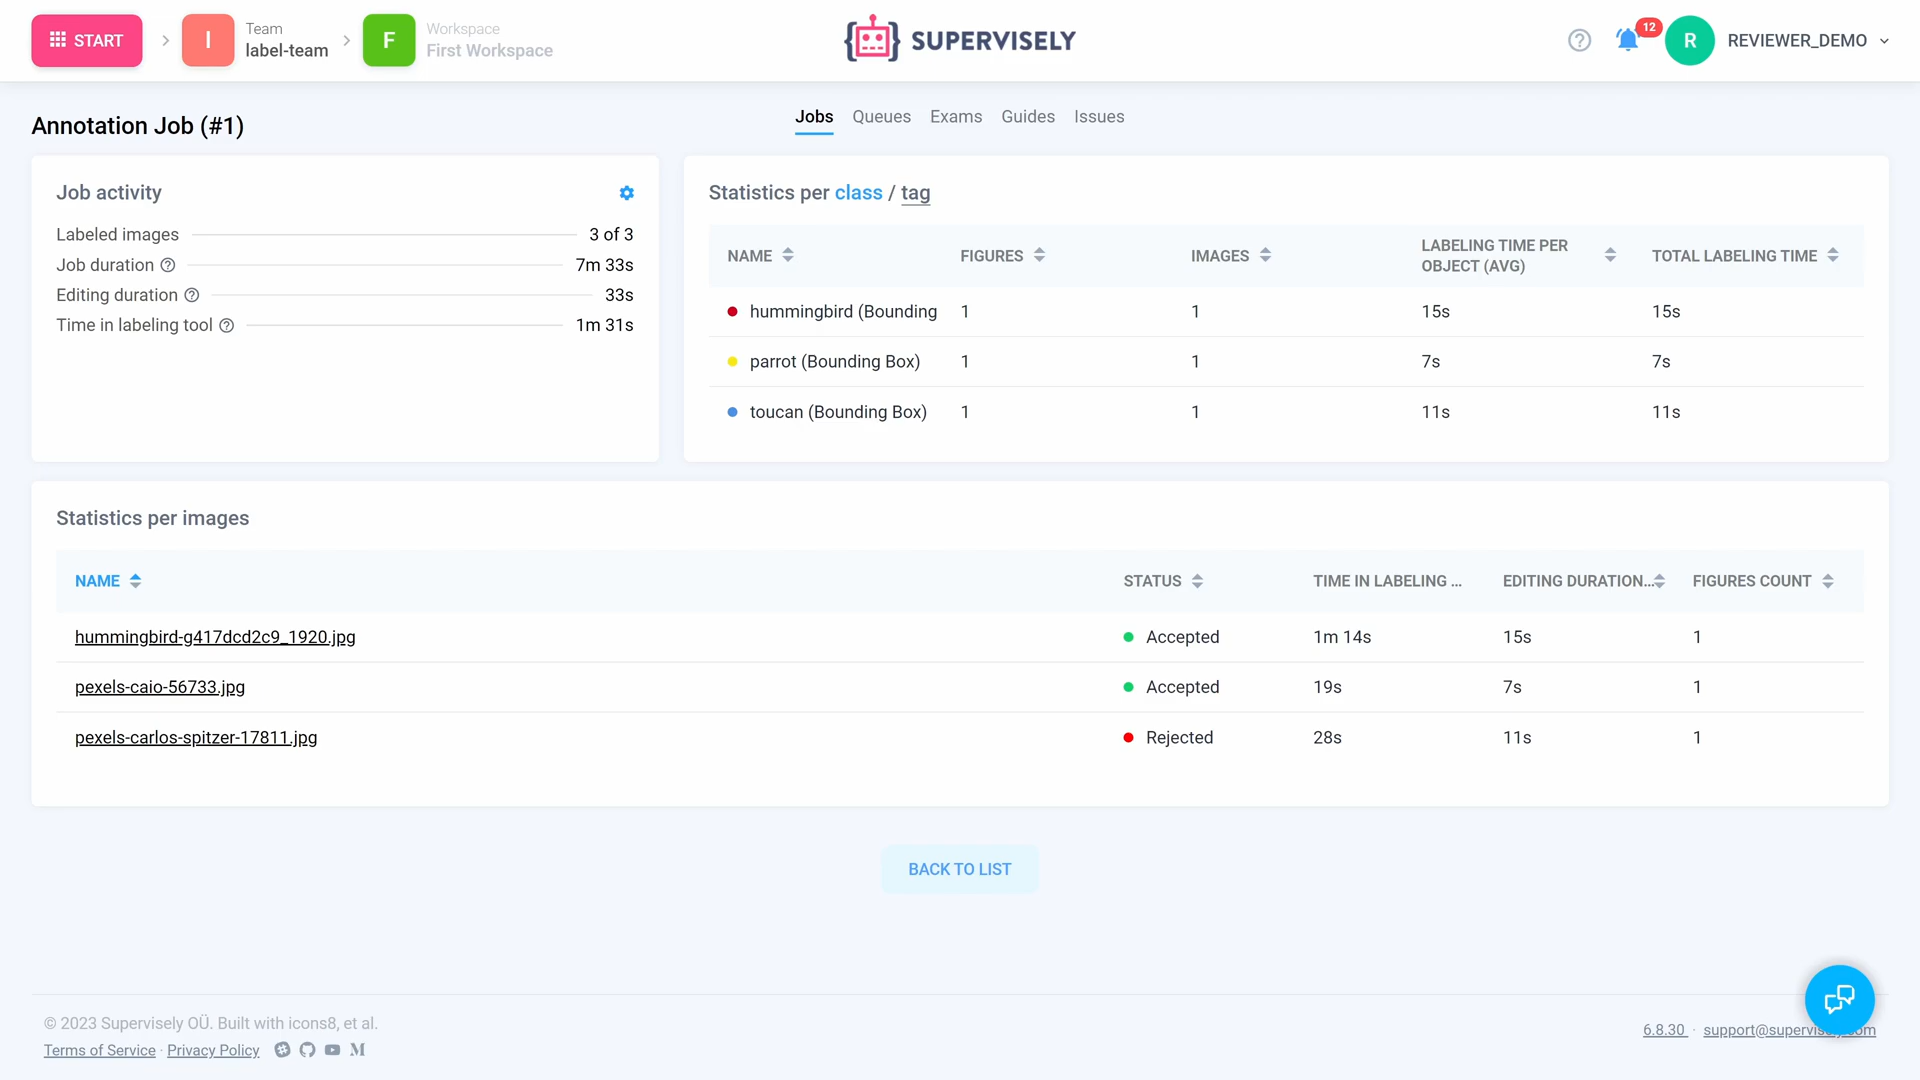 START
I
Team
label-team
F
Workspace
First Workspace
SUPERVISELY
12
R
REVIEWER_DEMO
Annotation Job (#1)
Jobs
Queues
Exams
Guides
Issues
Job activity
Labeled images 3 of 3
Job duration 7m 33s
Editing duration 33s
Time in labeling tool 1m 31s
Statistics per class / tag
NAME FIGURES IMAGES LABELING TIME PER OBJECT (AVG) TOTAL LABELING TIME
hummingbird (Bounding 1 1 15s 15s
parrot (Bounding Box) 1 1 7s 7s
toucan (Bounding Box) 1 1 11s 11s
Statistics per images
NAME STATUS TIME IN LABELING ... EDITING DURATION... FIGURES COUNT
hummingbird-g417dcd2c9_1920.jpg Accepted 1m 14s 15s 1
pexels-caio-56733.jpg Accepted 19s 7s 1
pexels-carlos-spitzer-17811.jpg Rejected 28s 11s 1
BACK TO LIST
© 2023 Supervisely OÜ. Built with icons8, et al.
Terms of Service · Privacy Policy
6.8.30 ·